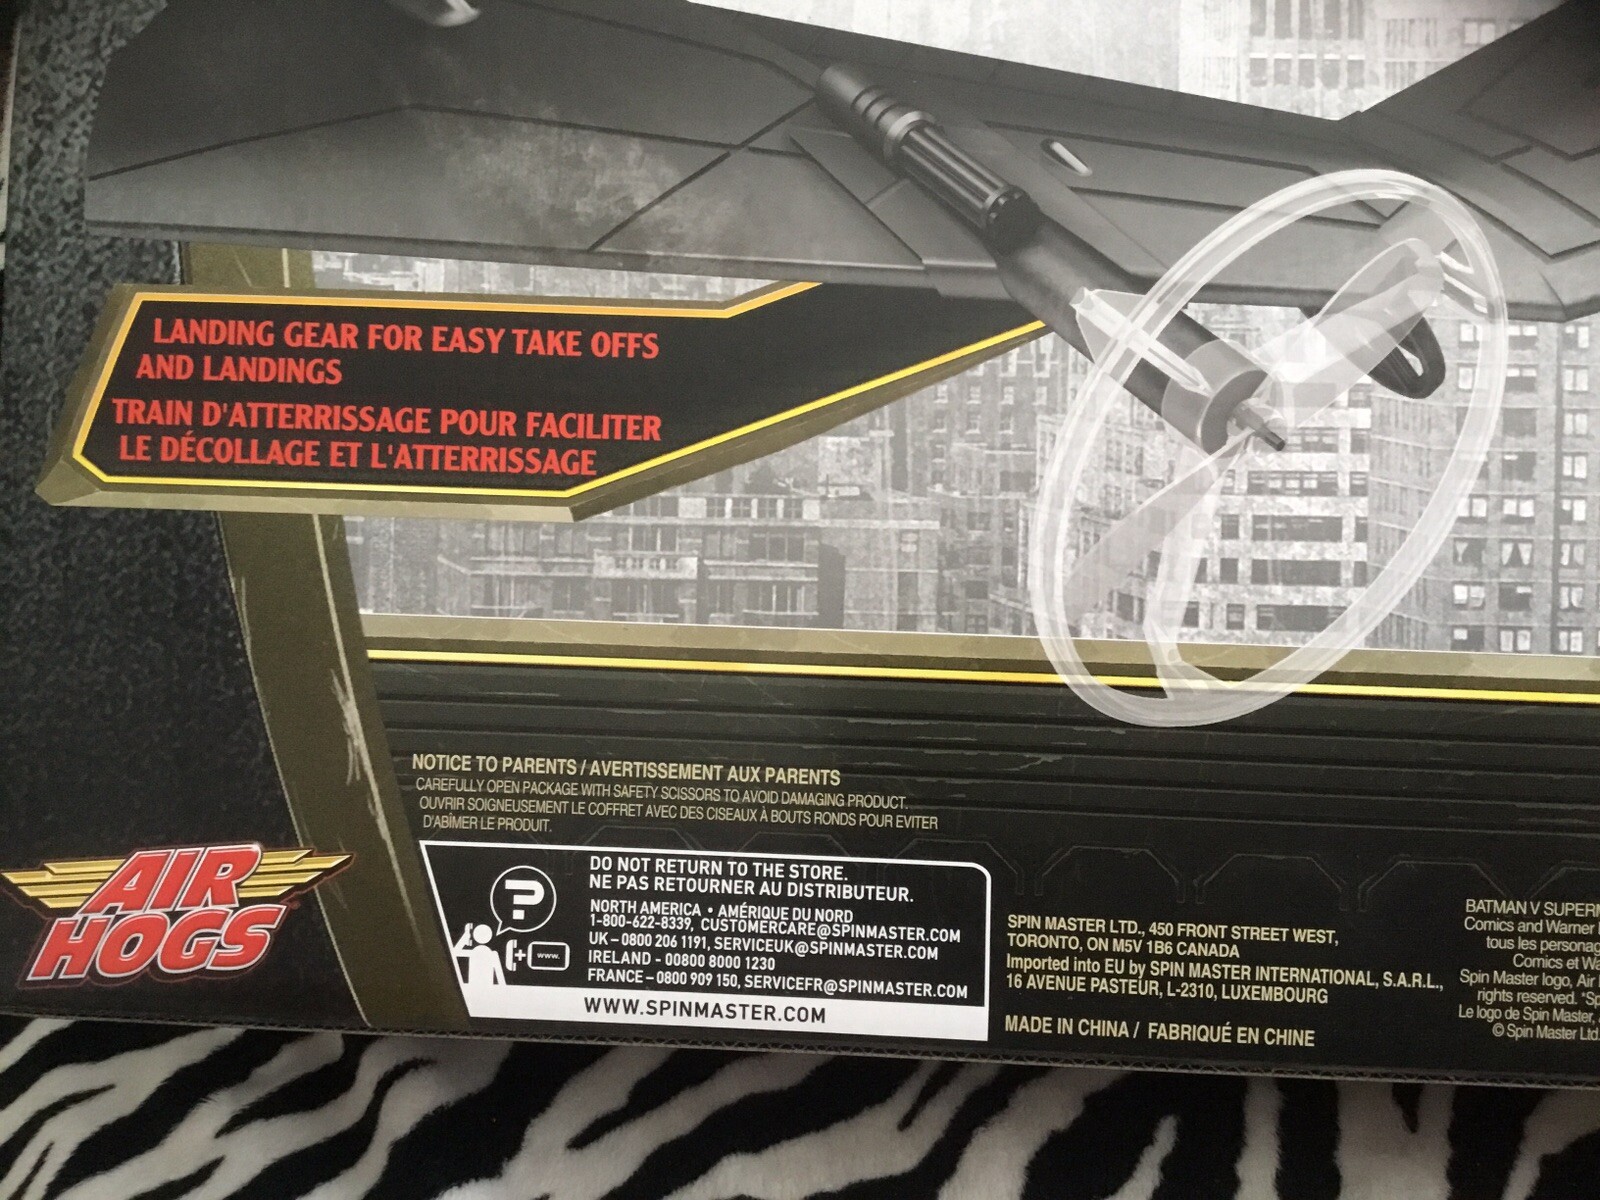 LANDING GEAR FOR EASY TAKE OFFS
AND LANDINGS
TRAIN D'ATTERRISSAGE POUR FACILITER
LE DÉCOLLAGE ET L'ATTERRISSAGE
NOTICE TO PARENTS / AVERTISSEMENT AUX PARENTS
CAREFULLY OPEN PACKAGE WITH SAFETY SCISSORS TO AVOID DAMAGING PRODUCT.
OUVRIR SOIGNEUSEMENT LE COFFRET AVEC DES CISEAUX À BOUTS RONDS POUR EVITER
D'ABÎMER LE PRODUIT.
AIR
HOGS
?
www.
DO NOT RETURN TO THE STORE.
NE PAS RETOURNER AU DISTRIBUTEUR.
NORTH AMERICA • AMÉRIQUE DU NORD
1-800-622-8339, CUSTOMERCARE@SPINMASTER.COM
UK – 0800 206 1191, SERVICEUK@SPINMASTER.COM
IRELAND - 00800 8000 1230
FRANCE – 0800 909 150, SERVICEFR@SPINMASTER.COM
WWW.SPINMASTER.COM
SPIN MASTER LTD., 450 FRONT STREET WEST,
TORONTO, ON M5V 1B6 CANADA
Imported into EU by SPIN MASTER INTERNATIONAL, S.A.R.L.,
16 AVENUE PASTEUR, L-2310, LUXEMBOURG
MADE IN CHINA / FABRIQUÉ EN CHINE
BATMAN V SUPERM
Comics and Warner
tous les personag
Comics et Wa
Spin Master logo, Air
rights reserved. "Sp
Le logo de Spin Master,
© Spin Master Ltd.